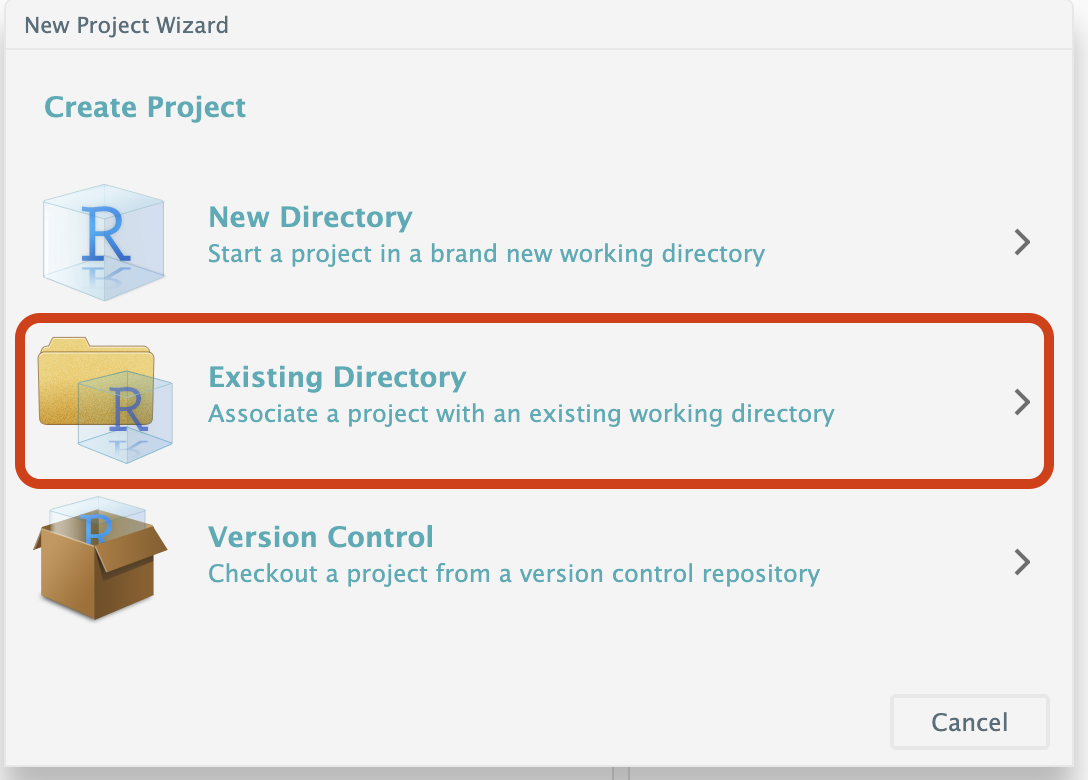 New Project Wizard
Create Project
R
New Directory
Start a project in a brand new working directory
R
Existing Directory
Associate a project with an existing working directory
R
Version Control
Checkout a project from a version control repository
Cancel